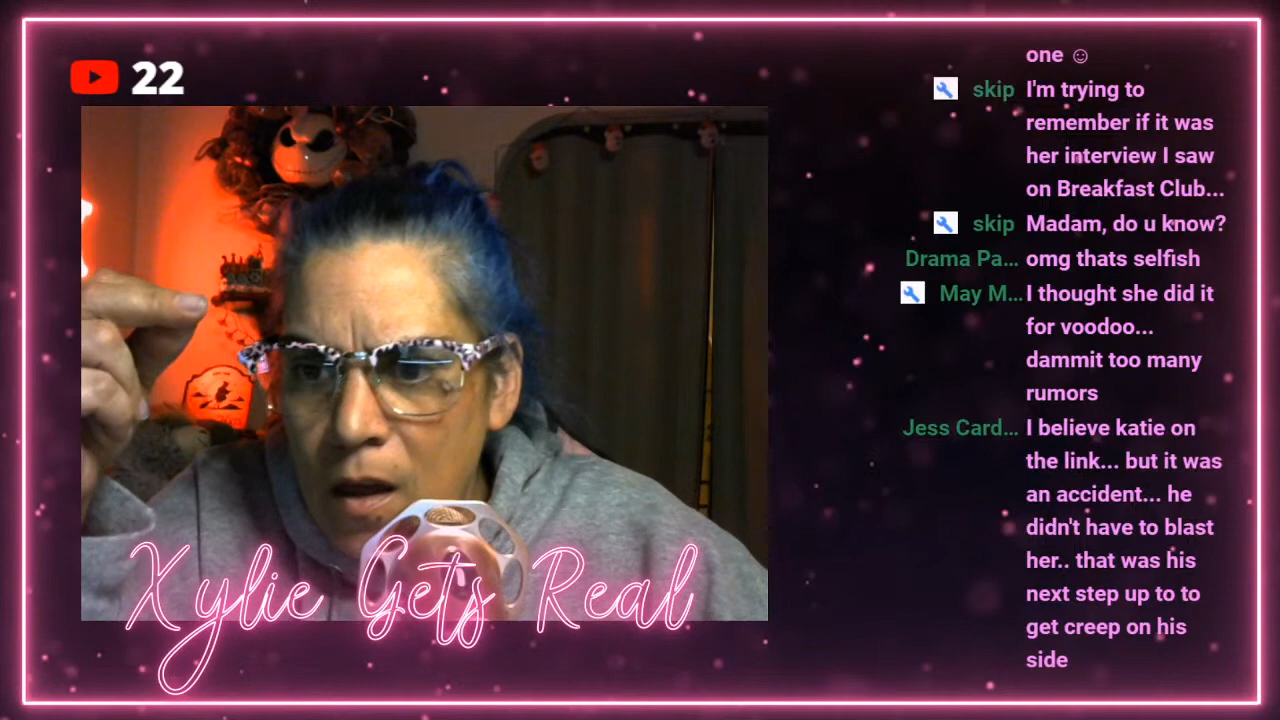 22
one ☺
skip I'm trying to
remember if it was
her interview I saw
on Breakfast Club...
skip Madam, do u know?
Drama Pa... omg thats selfish
May M... I thought she did it
for voodoo...
dammit too many
rumors
Jess Card... I believe katie on
the link... but it was
an accident... he
didn't have to blast
her.. that was his
next step up to to
get creep on his
side
Xylie Gets Real